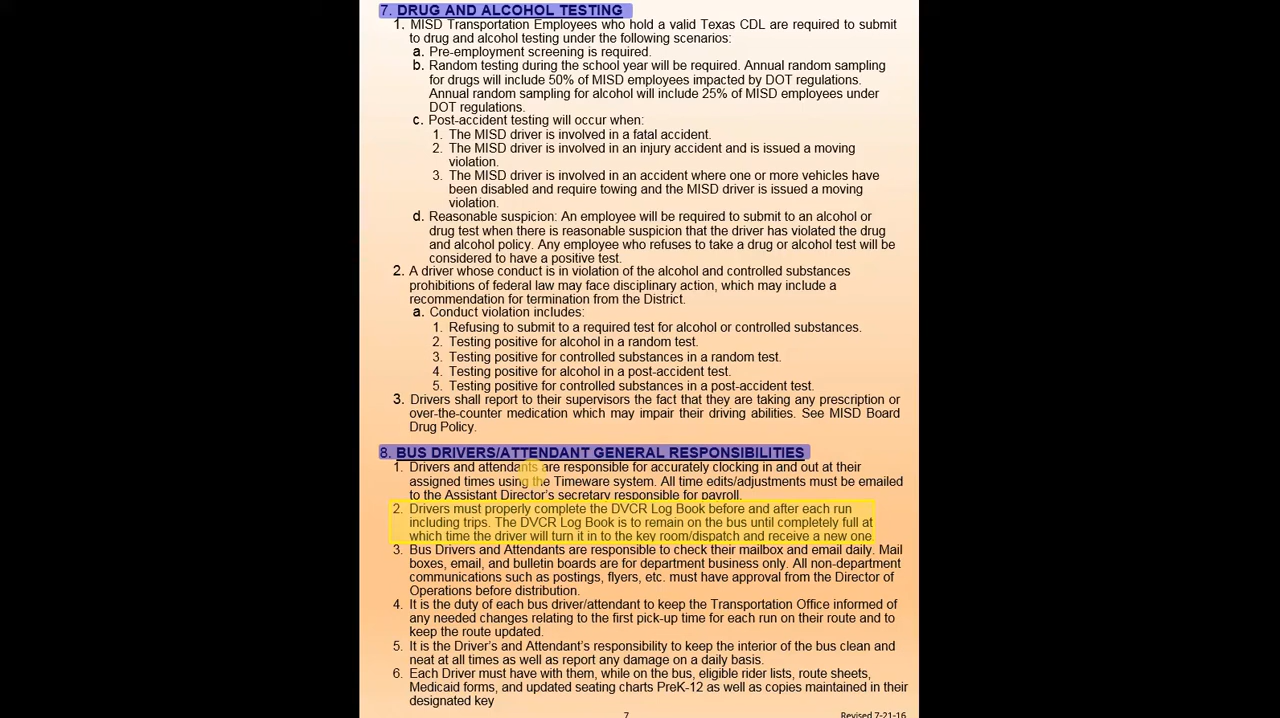 7. DRUG AND ALCOHOL TESTING
1. MISD Transportation Employees who hold a valid Texas CDL are required to submit
to drug and alcohol testing under the following scenarios:
a. Pre-employment screening is required.
b. Random testing during the school year will be required. Annual random sampling
for drugs will include 50% of MISD employees impacted by DOT regulations.
Annual random sampling for alcohol will include 25% of MISD employees under
DOT regulations.
c. Post-accident testing will occur when:
1. The MISD driver is involved in a fatal accident.
2. The MISD driver is involved in an injury accident and is issued a moving
violation.
3. The MISD driver is involved in an accident where one or more vehicles have
been disabled and require towing and the MISD driver is issued a moving
violation.
d. Reasonable suspicion: An employee will be required to submit to an alcohol or
drug test when there is reasonable suspicion that the driver has violated the drug
and alcohol policy. Any employee who refuses to take a drug or alcohol test will be
considered to have a positive test.
2. A driver whose conduct is in violation of the alcohol and controlled substances
prohibitions of federal law may face disciplinary action, which may include a
recommendation for termination from the District.
a. Conduct violation includes:
1. Refusing to submit to a required test for alcohol or controlled substances.
2. Testing positive for alcohol in a random test.
3. Testing positive for controlled substances in a random test.
4. Testing positive for alcohol in a post-accident test.
5. Testing positive for controlled substances in a post-accident test.
3. Drivers shall report to their supervisors the fact that they are taking any prescription or
over-the-counter medication which may impair their driving abilities. See MISD Board
Drug Policy.
8. BUS DRIVERS/ATTENDANT GENERAL RESPONSIBILITIES
1. Drivers and attendants are responsible for accurately clocking in and out at their
assigned times using the Timeware system. All time edits/adjustments must be emailed
to the Assistant Director's secretary responsible for payroll.
2. Drivers must properly complete the DVCR Log Book before and after each run
including trips. The DVCR Log Book is to remain on the bus until completely full at
which time the driver will turn it in to the key room/dispatch and receive a new one
3. Bus Drivers and Attendants are responsible to check their mailbox and email daily. Mail
boxes, email, and bulletin boards are for department business only. All non-department
communications such as postings, flyers, etc. must have approval from the Director of
Operations before distribution.
4. It is the duty of each bus driver/attendant to keep the Transportation Office informed of
any needed changes relating to the first pick-up time for each run on their route and to
keep the route updated.
5. It is the Driver's and Attendant's responsibility to keep the interior of the bus clean and
neat at all times as well as report any damage on a daily basis.
6. Each Driver must have with them, while on the bus, eligible rider lists, route sheets,
Medicaid forms, and updated seating charts PreK-12 as well as copies maintained in their
designated key
7
Revised 7-21-16